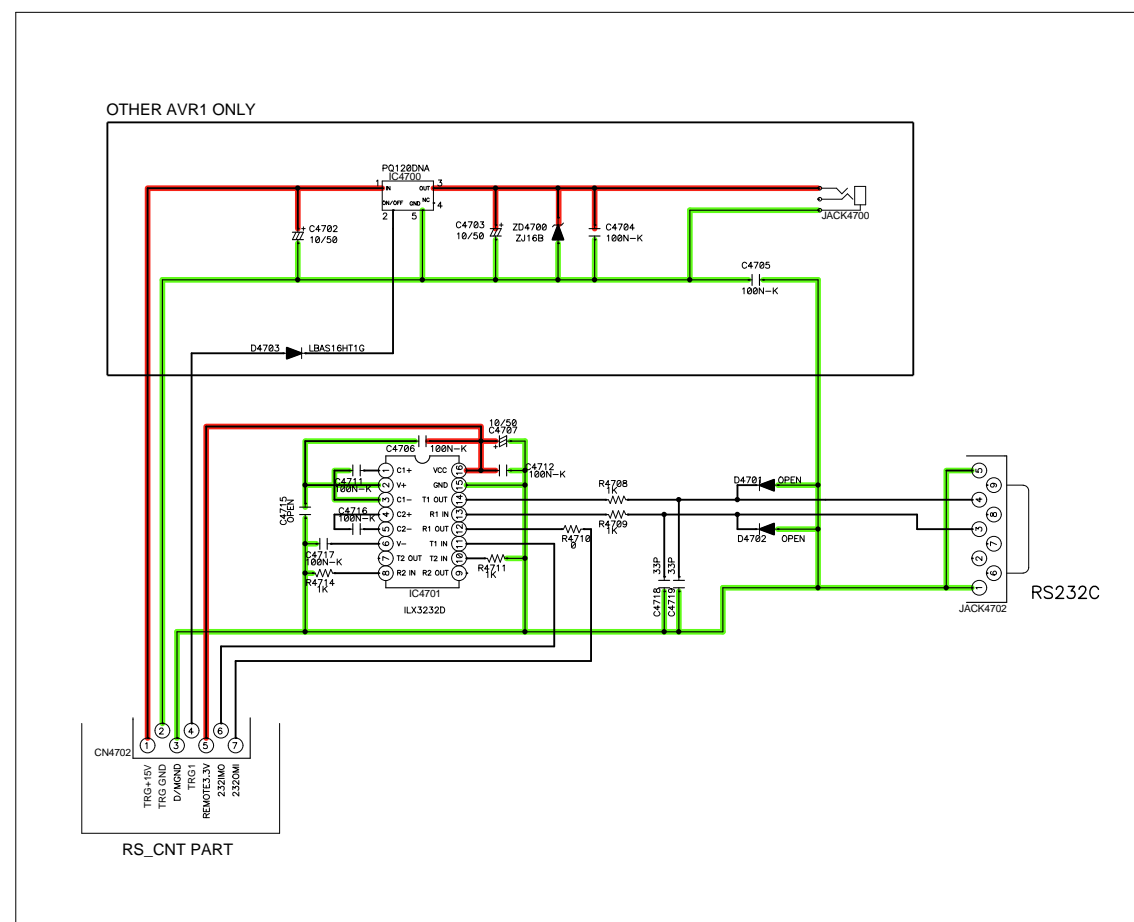 OTHER AVR1 ONLY
PQ120DNA
IC4700
1 IN OUT 3
ON/OFF GND NC 4
2 5
C4702
10/50
C4703
10/50
ZD4700
ZJ16B
C4704
100N-K
JACK4700
C4705
100N-K
D4703 LBAS16HT1G
10/50
C4707
C4706 100N-K
1 C1+ VCC 16
C4711
100N-K
C4712
100N-K
2 V+ GND 15
3 C1- T1 OUT 14
4 C2+ R1 IN 13
5 C2- R1 OUT 12
6 V- T1 IN 11
7 T2 OUT T2 IN 10
8 R2 IN R2 OUT 9
C4715
OPEN
C4716
100N-K
C4717
100N-K
R4714
1K
IC4701
ILX3232D
R4708
1K
R4709
1K
R4710
0
R4711
1K
D4701 OPEN
D4702 OPEN
C4718 33P
C4719 33P
5
9
4
8
3
7
2
6
1
JACK4702
RS232C
CN4702
1 2 3 4 5 6 7
TRG+15V
TRG GND
D/MGND
TRG1
REMOTE3.3V
232IMO
232OMI
RS_CNT PART